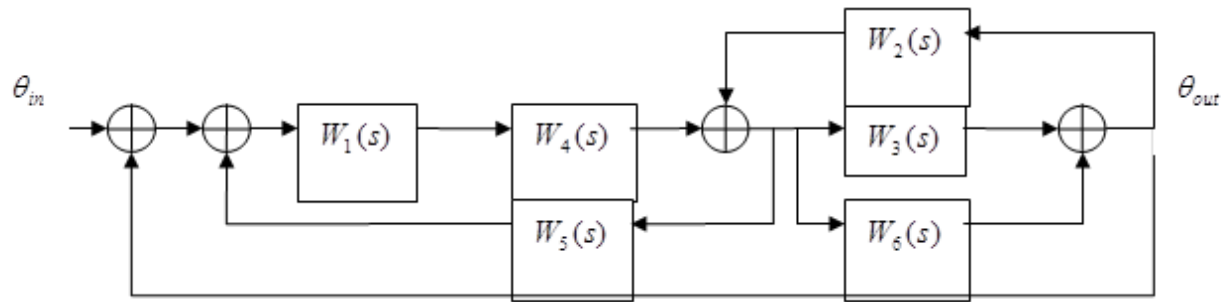 W₂(s)
θᵢₙ
θₒᵤₜ
W₁(s)
W₄(s)
W₃(s)
W₅(s)
W₆(s)